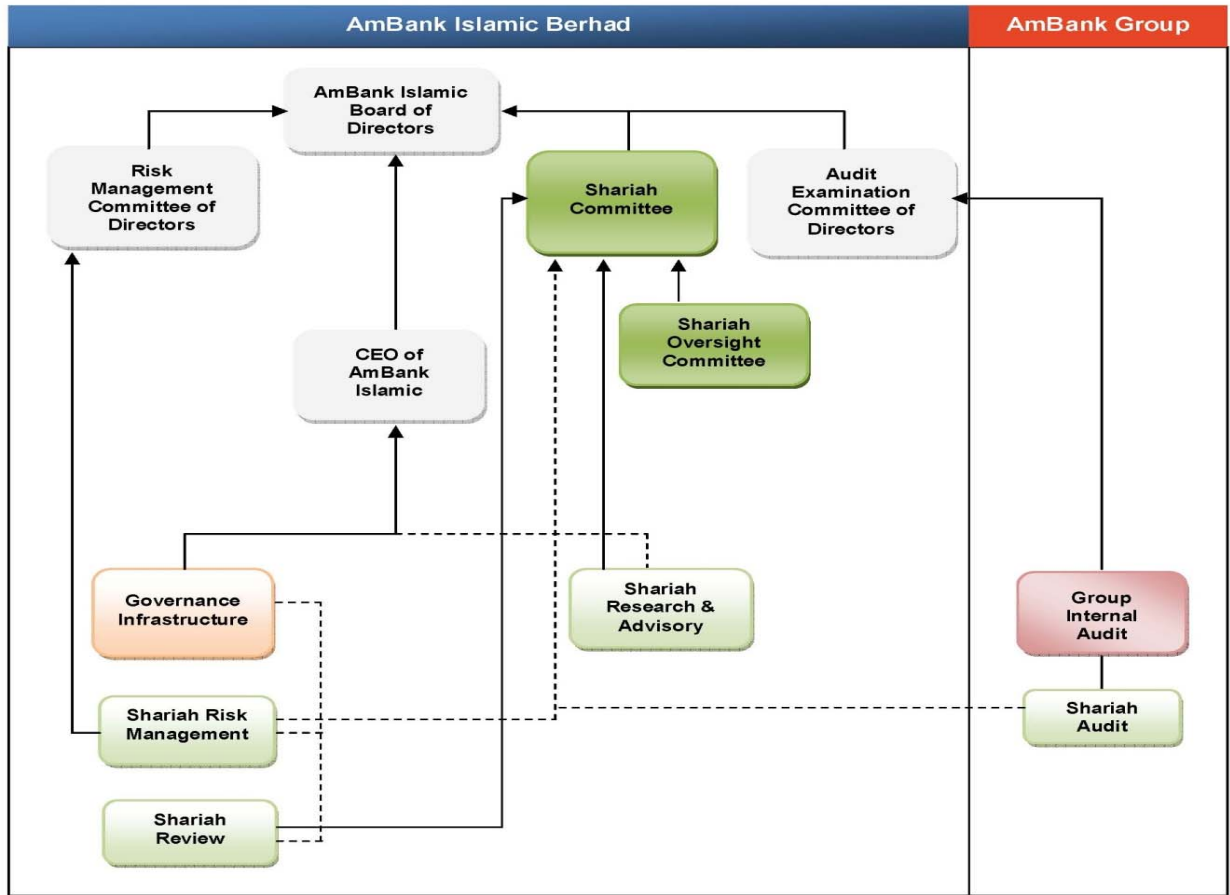 AmBank Islamic Berhad
AmBank Group
AmBank Islamic
Board of
Directors
Risk
Management
Committee of
Directors
Shariah
Committee
Audit
Examination
Committee of
Directors
Shariah
Oversight
Committee
CEO of
AmBank
Islamic
Governance
Infrastructure
Shariah
Research &
Advisory
Group
Internal
Audit
Shariah Risk
Management
Shariah
Audit
Shariah
Review